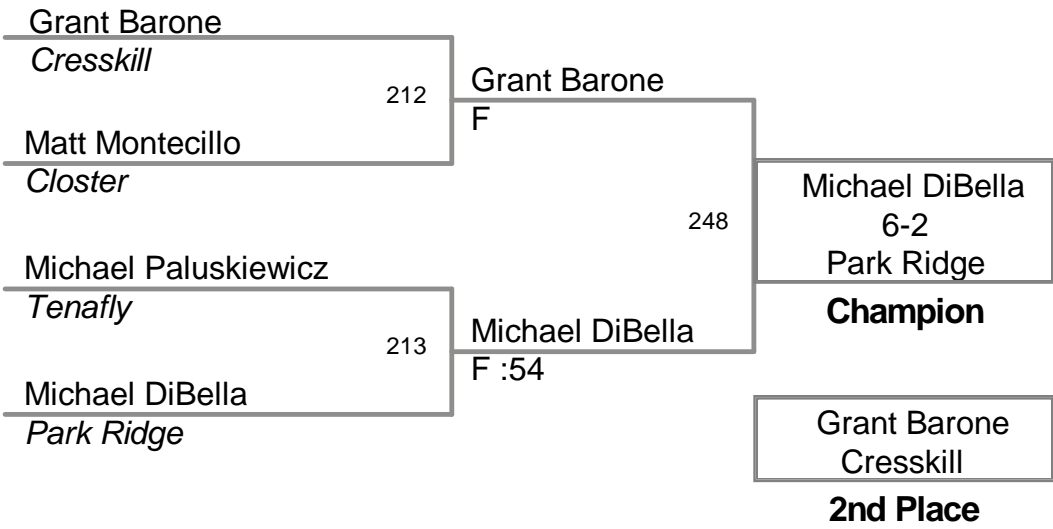 Grant Barone
Cresskill
212
Matt Montecillo
Closter
Grant Barone
F
Michael Paluskiewicz
Tenafly
213
Michael DiBella
Park Ridge
Michael DiBella
F :54
248
Michael DiBella
6-2
Park Ridge
Champion
Grant Barone
Cresskill
2nd Place